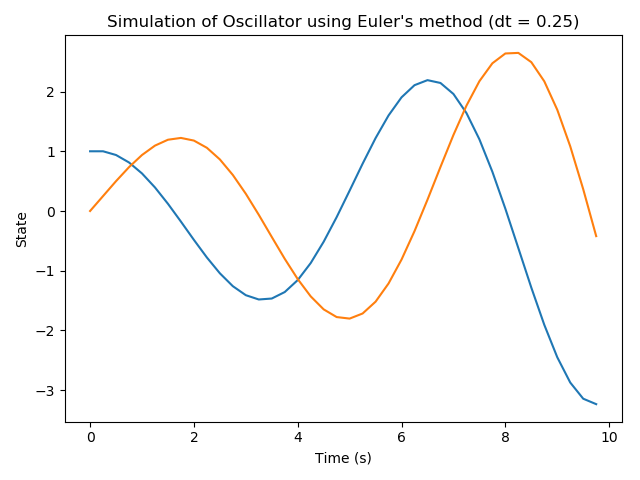 Simulation of Oscillator using Euler's method (dt = 0.25)
2
1
0
−1
−2
−3
State
0 2 4 6 8 10
Time (s)